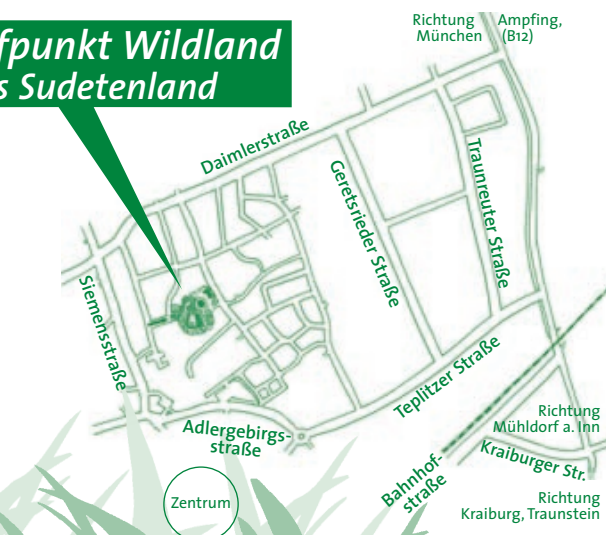 fpunkt Wildland
s Sudetenland
Richtung
München
Ampfing,
(B12)
Daimlerstraße
Geretsrieder Straße
Traunreuter Straße
Siemensstraße
Teplitzer Straße
Adlergebirgs-
straße
Richtung
Mühldorf a. Inn
Kraiburger Str.
Bahnhof-
straße
Zentrum
Richtung
Kraiburg, Traunstein